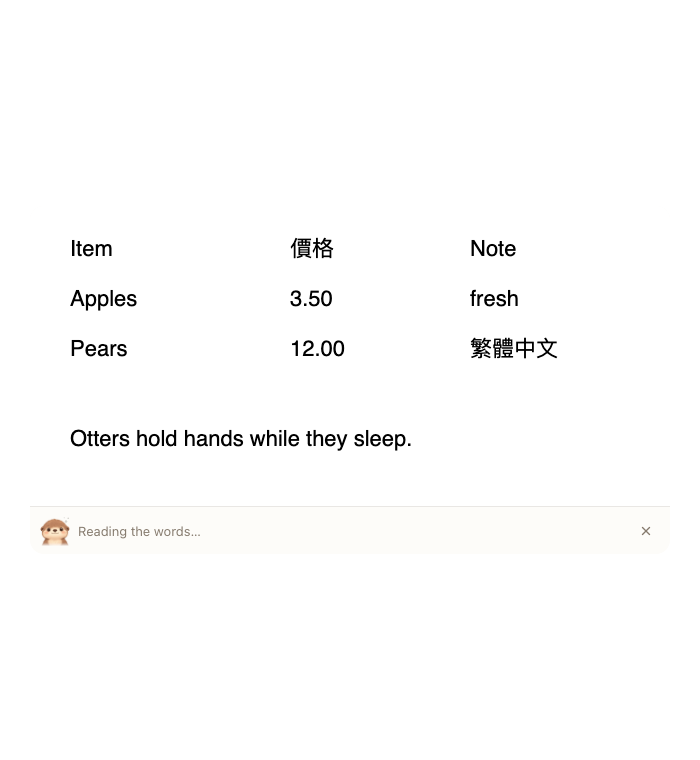 Item 價格 Note
Apples 3.50 fresh
Pears 12.00 繁體中文
Otters hold hands while they sleep.
Reading the words…